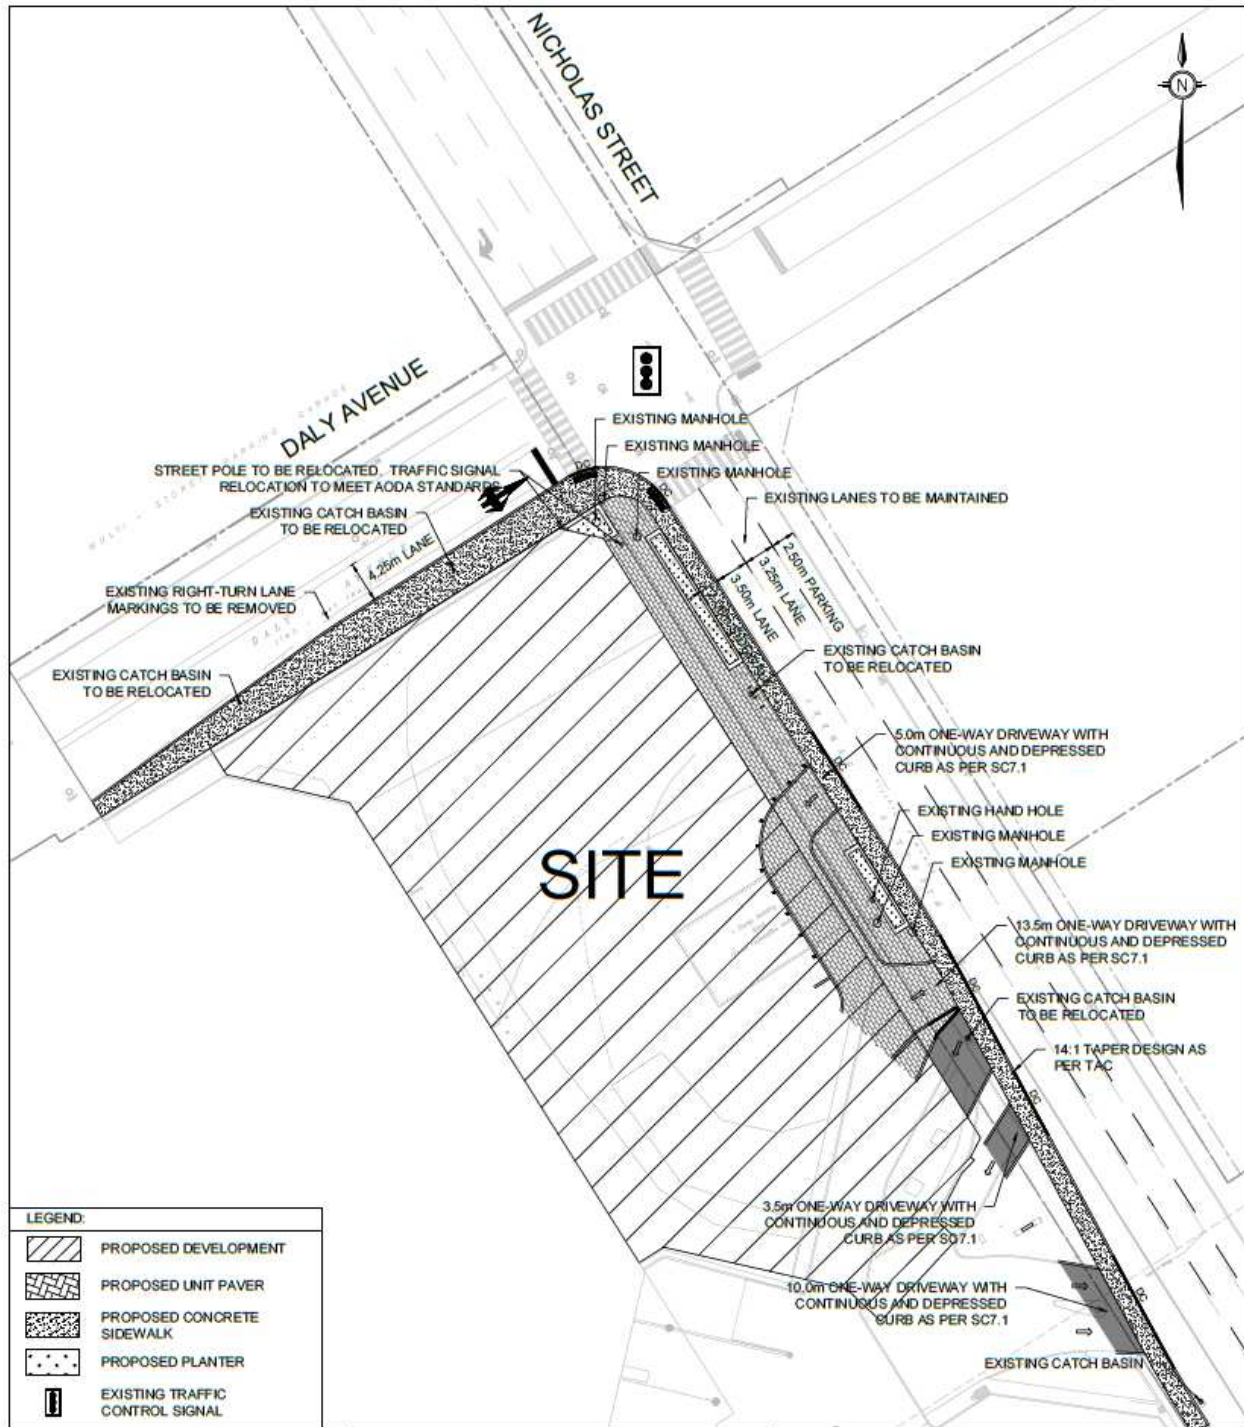 NICHOLAS STREET
N
DALY AVENUE
EXISTING MANHOLE
EXISTING MANHOLE
EXISTING MANHOLE
STREET POLE TO BE RELOCATED. TRAFFIC SIGNAL
RELOCATION TO MEET AODA STANDARDS
EXISTING LANES TO BE MAINTAINED
EXISTING CATCH BASIN
TO BE RELOCATED
4.25m LANE
2.50m PARKING
3.25m LANE
3.50m LANE
EXISTING RIGHT-TURN LANE
MARKINGS TO BE REMOVED
EXISTING CATCH BASIN
TO BE RELOCATED
EXISTING CATCH BASIN
TO BE RELOCATED
5.0m ONE-WAY DRIVEWAY WITH
CONTINUOUS AND DEPRESSED
CURB AS PER SC7.1
EXISTING HAND HOLE
EXISTING MANHOLE
EXISTING MANHOLE
SITE
13.5m ONE-WAY DRIVEWAY WITH
CONTINUOUS AND DEPRESSED
CURB AS PER SC7.1
EXISTING CATCH BASIN
TO BE RELOCATED
14:1 TAPER DESIGN AS
PER TAC
3.5m ONE-WAY DRIVEWAY WITH
CONTINUOUS AND DEPRESSED
CURB AS PER SC7.1
10.0m ONE-WAY DRIVEWAY WITH
CONTINUOUS AND DEPRESSED
CURB AS PER SC7.1
EXISTING CATCH BASIN
DC
DC
DC
DC
DC
DC
LEGEND:
PROPOSED DEVELOPMENT
PROPOSED UNIT PAVER
PROPOSED CONCRETE
SIDEWALK
PROPOSED PLANTER
EXISTING TRAFFIC
CONTROL SIGNAL